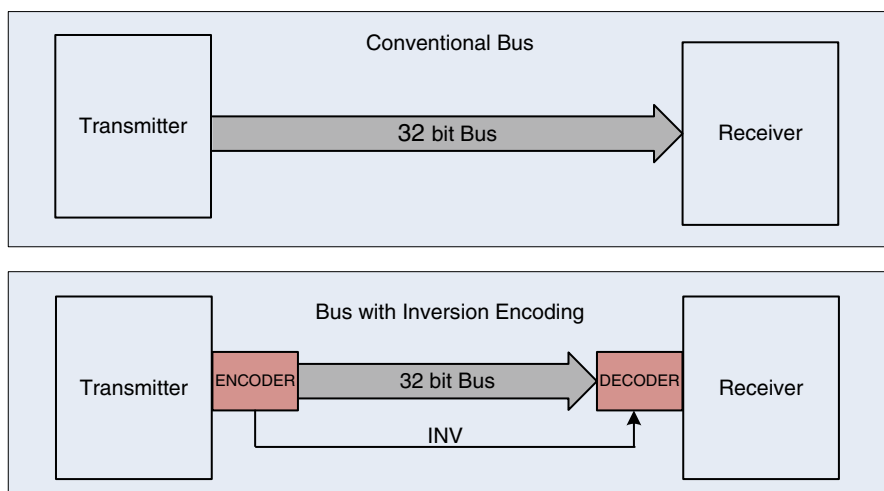 Conventional Bus
Transmitter
32 bit Bus
Receiver
Bus with Inversion Encoding
Transmitter
ENCODER
32 bit Bus
DECODER
Receiver
INV